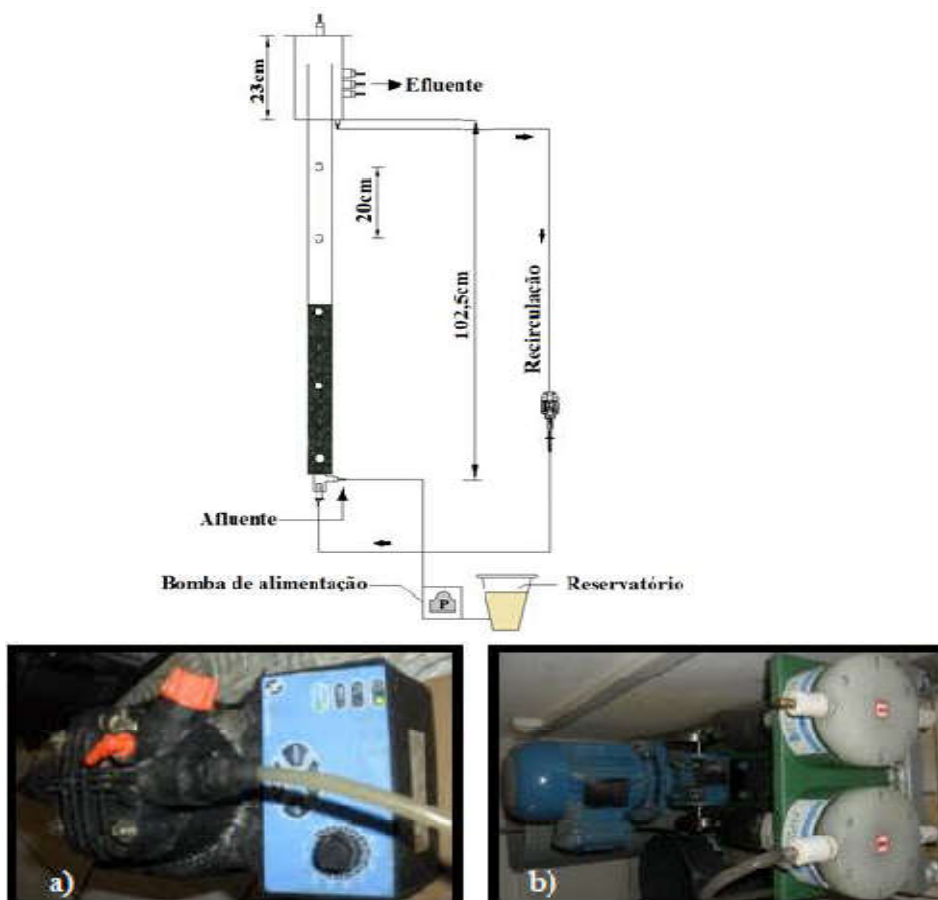 23cm
Efluente
20cm
102,5cm
Recirculação
Afluente
Bomba de alimentação
P
Reservatório
a)
b)